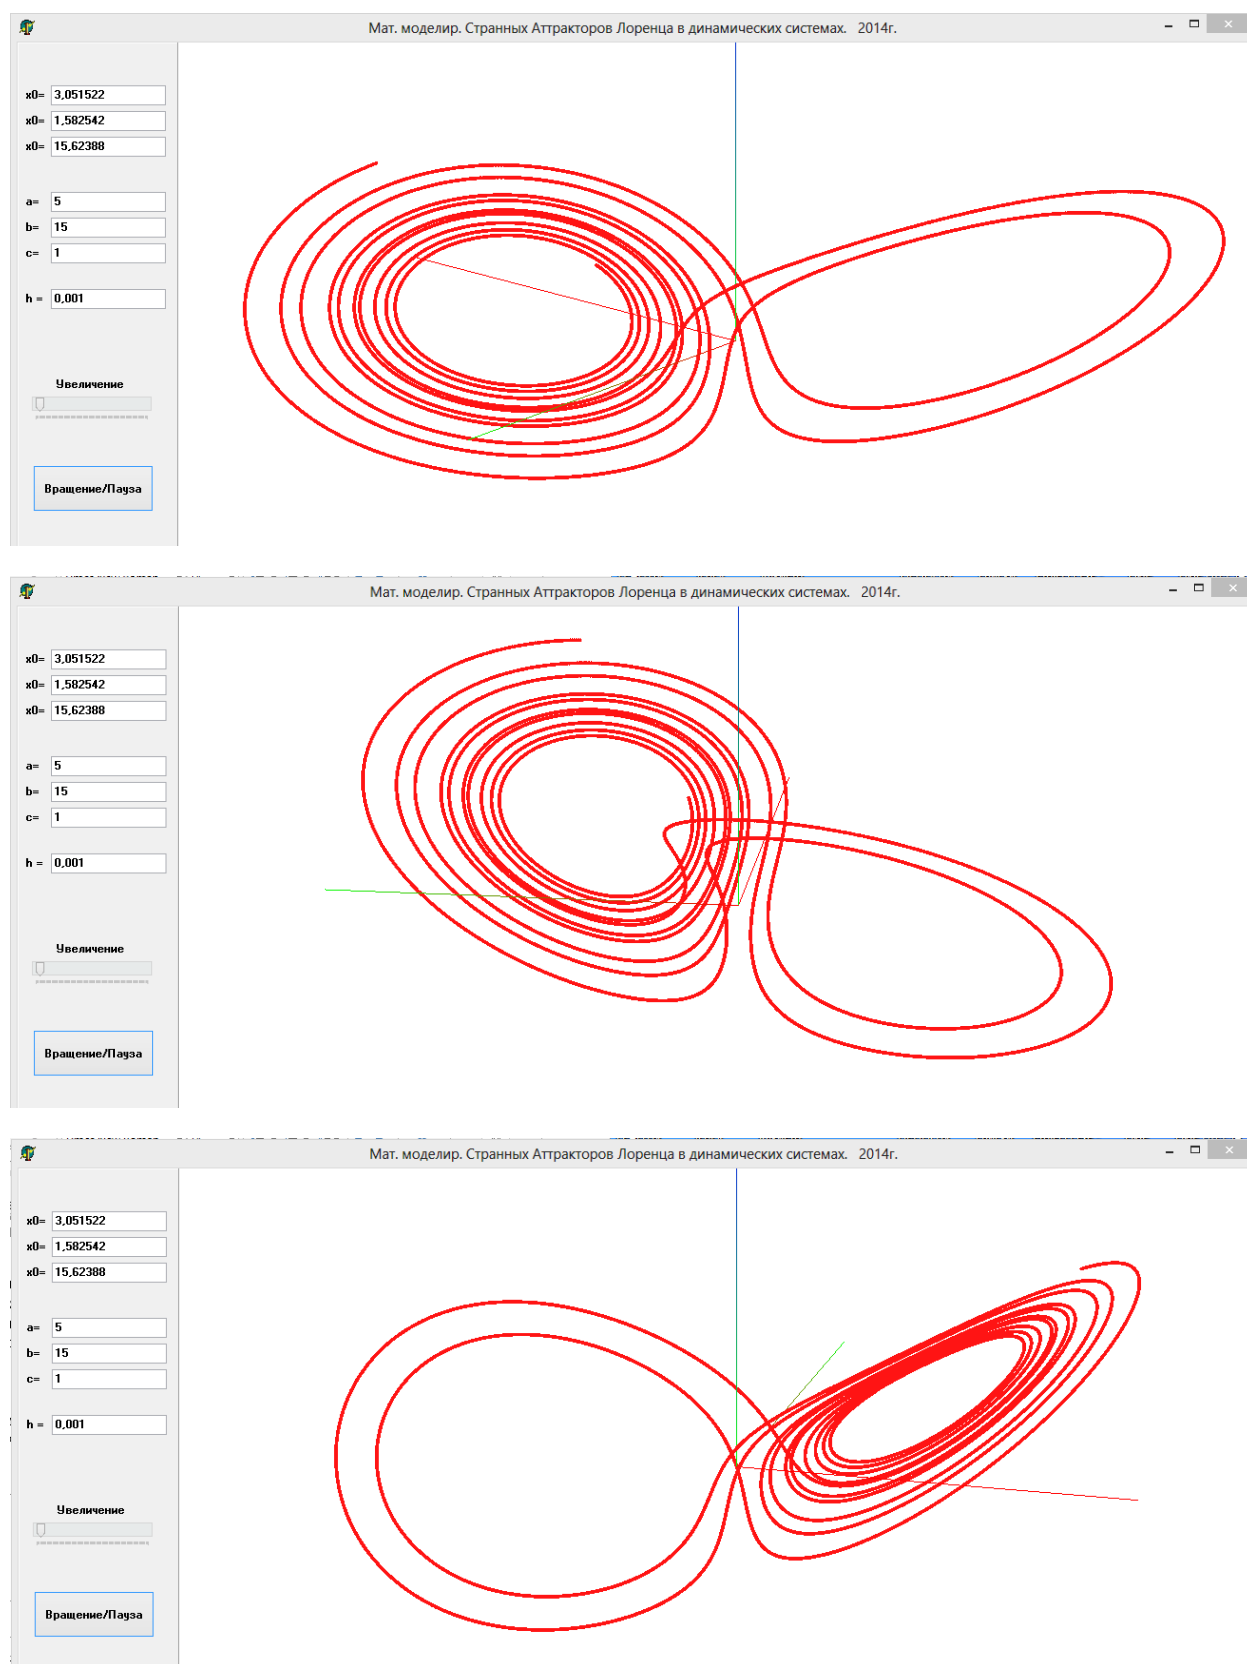 Мат. моделир. Странных Аттракторов Лоренца в динамических системах. 2014г.
x0= 3,051522
x0= 1,582542
x0= 15,62388
a= 5
b= 15
c= 1
h = 0,001
Увеличение
Вращение/Пауза
Мат. моделир. Странных Аттракторов Лоренца в динамических системах. 2014г.
x0= 3,051522
x0= 1,582542
x0= 15,62388
a= 5
b= 15
c= 1
h = 0,001
Увеличение
Вращение/Пауза
Мат. моделир. Странных Аттракторов Лоренца в динамических системах. 2014г.
x0= 3,051522
x0= 1,582542
x0= 15,62388
a= 5
b= 15
c= 1
h = 0,001
Увеличение
Вращение/Пауза